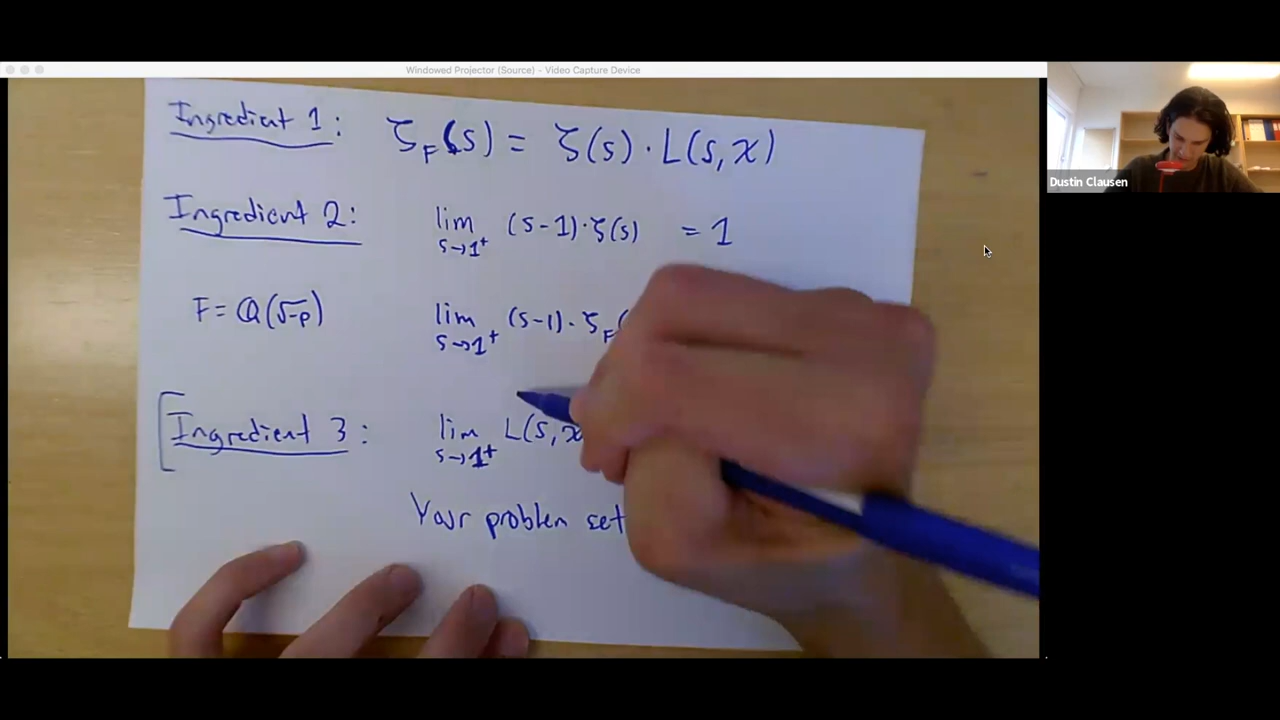 Windowed Projector (Source) - Video Capture Device
Ingredient 1: ζ_F(s) = ζ(s) · L(s, χ)
Dustin Clausen
Ingredient 2: lim_{s→1⁺} (s-1)·ζ(s) = 1
F = ℚ(√-p) lim_{s→1⁺} (s-1)·ζ_F(
Ingredient 3: lim_{s→1⁺} L(s, χ
Your problem set